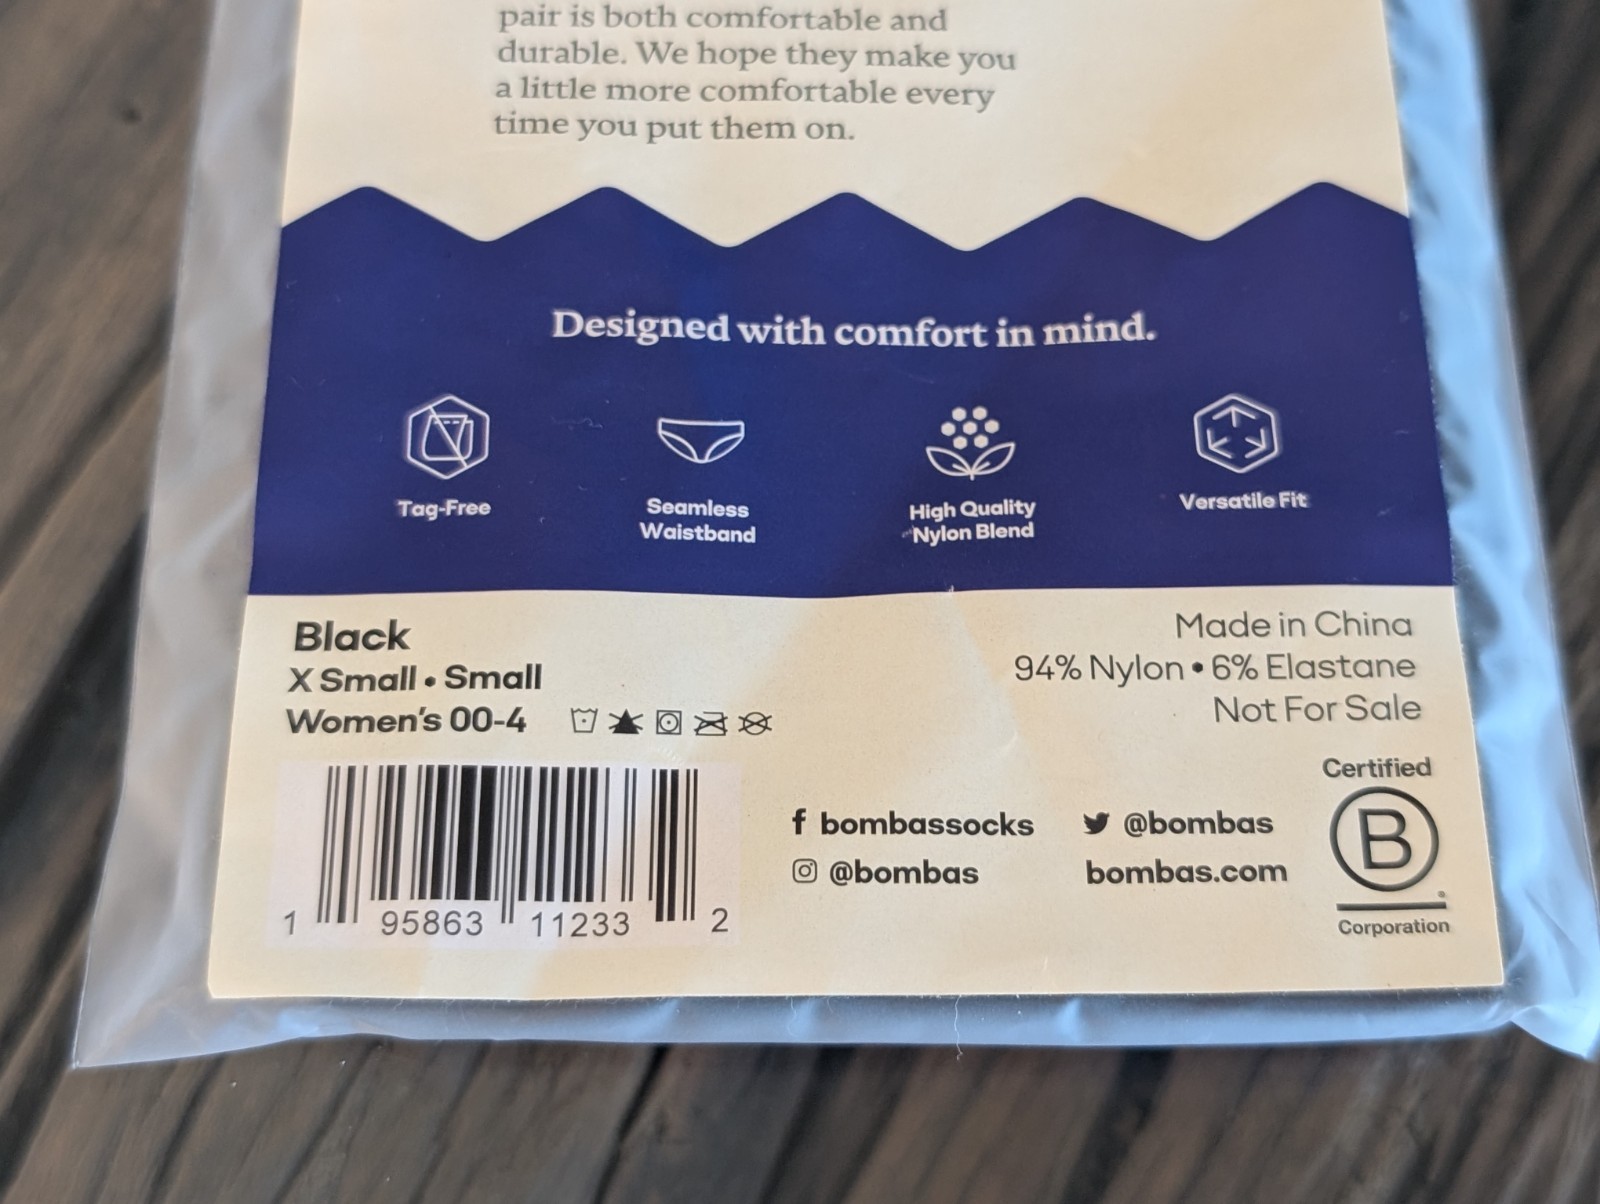 pair is both comfortable and
durable. We hope they make you
a little more comfortable every
time you put them on.
Designed with comfort in mind.
Tag-Free
Seamless
Waistband
High Quality
Nylon Blend
Versatile Fit
Black
X Small • Small
Women's 00-4
Made in China
94% Nylon • 6% Elastane
Not For Sale
1 95863 11233 2
f bombassocks
@bombas
@bombas
bombas.com
Certified
B
Corporation